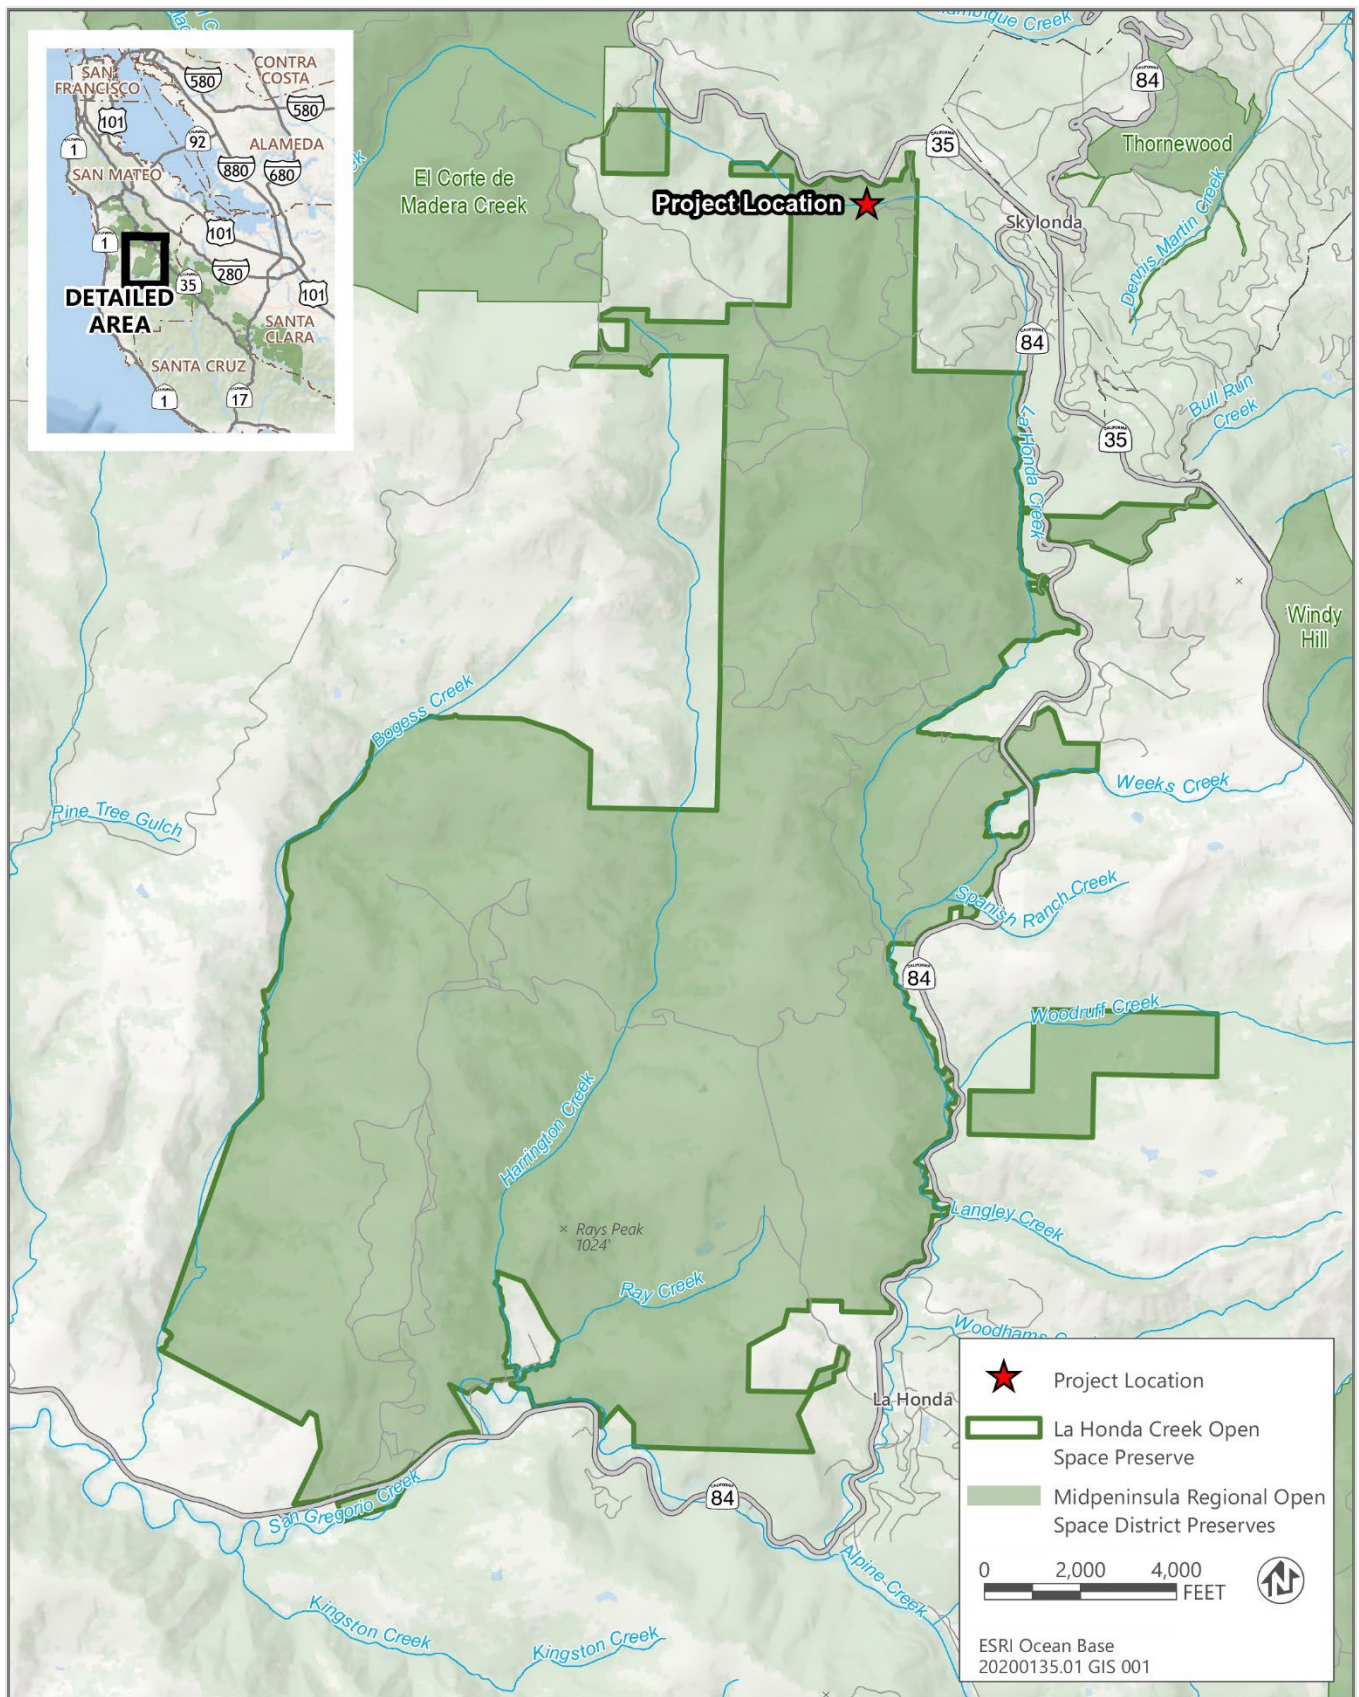 SAN
FRANCISCO
CONTRA
COSTA
580
580
101
1
92
ALAMEDA
880
680
SAN MATEO
101
1
280
35
101
DETAILED
AREA
SANTA
CLARA
SANTA CRUZ
1
17
El Corte de
Madera Creek
Project Location
35
84
Thornewood
Skylonda
Dennis Martin Creek
84
Bull Run
Creek
35
La Honda Creek
Windy
Hill
Bogess Creek
Weeks Creek
Pine Tree Gulch
Spanish Ranch Creek
84
Woodruff Creek
Harrington Creek
Langley Creek
Rays Peak
1024'
Ray Creek
Woodhams
La Honda
San Gregorio Creek
84
Alpine Creek
Kingston Creek
Kingston Creek
Project Location
La Honda Creek Open
Space Preserve
Midpeninsula Regional Open
Space District Preserves
0 2,000 4,000
FEET
N
ESRI Ocean Base
20200135.01 GIS 001